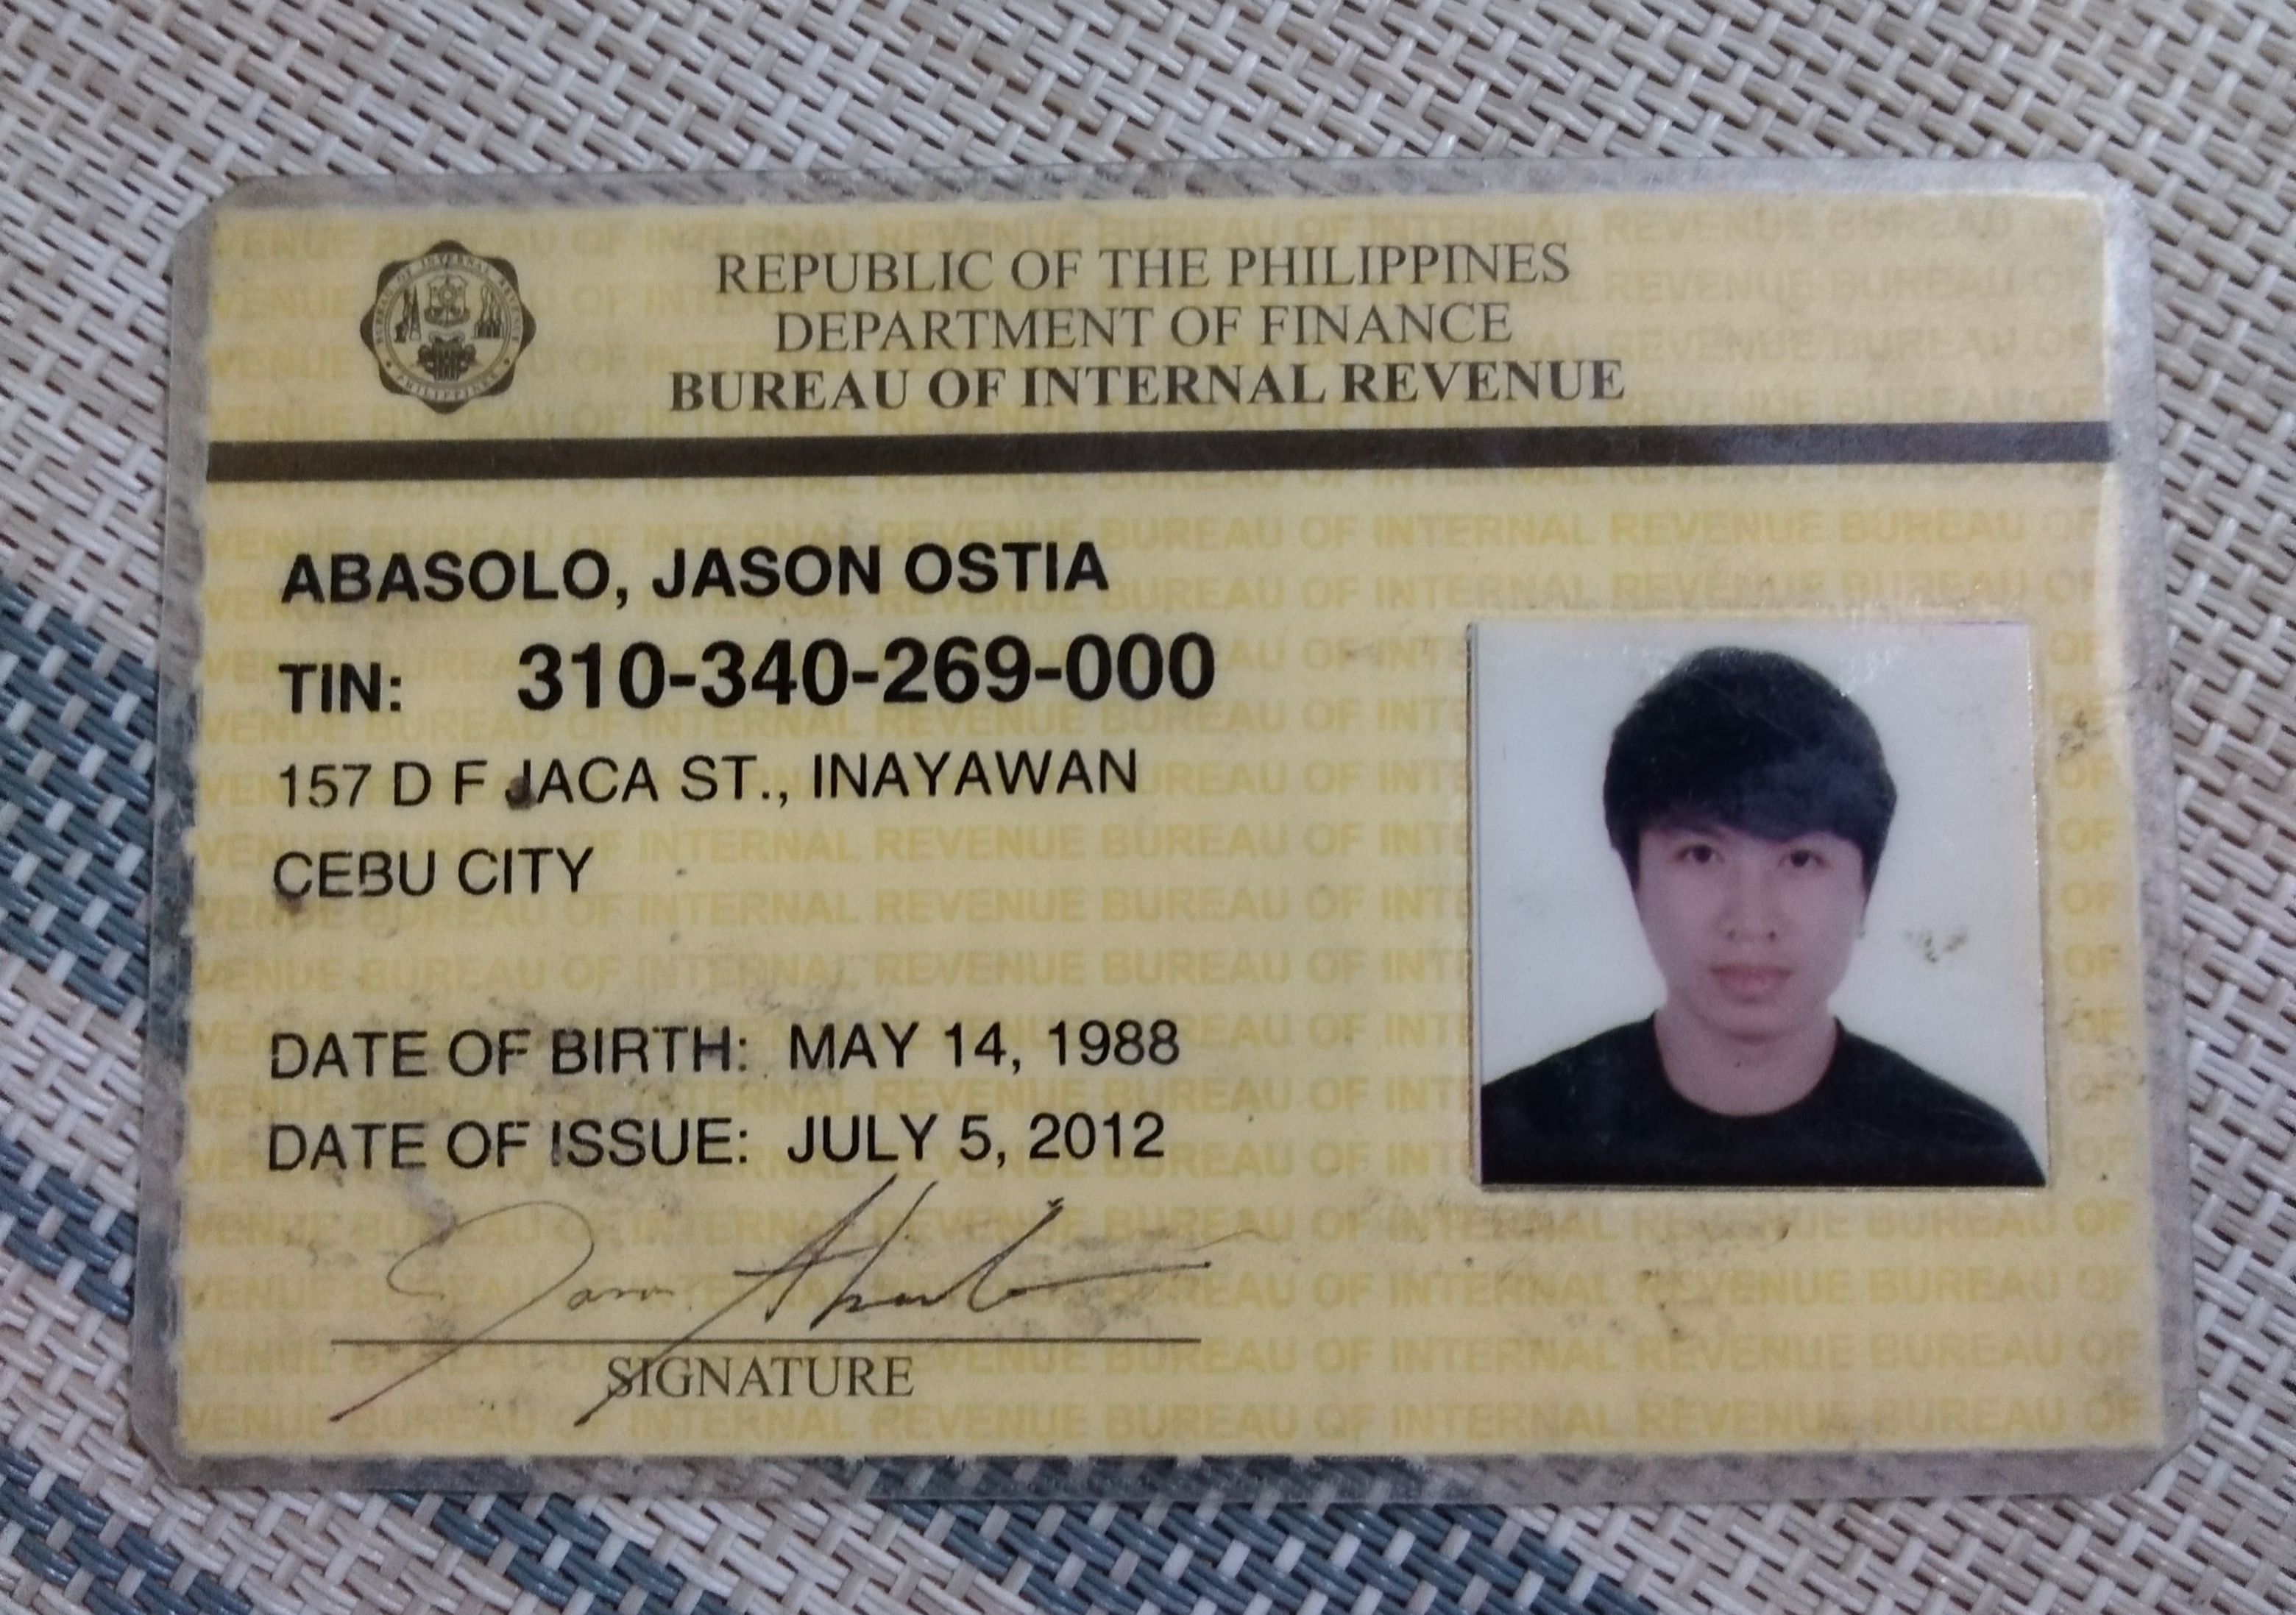 REPUBLIC OF THE PHILIPPINES
DEPARTMENT OF FINANCE
BUREAU OF INTERNAL REVENUE
ABASOLO, JASON OSTIA
TIN: 310-340-269-000
157 D F JACA ST., INAYAWAN
CEBU CITY
DATE OF BIRTH: MAY 14, 1988
DATE OF ISSUE: JULY 5, 2012
SIGNATURE